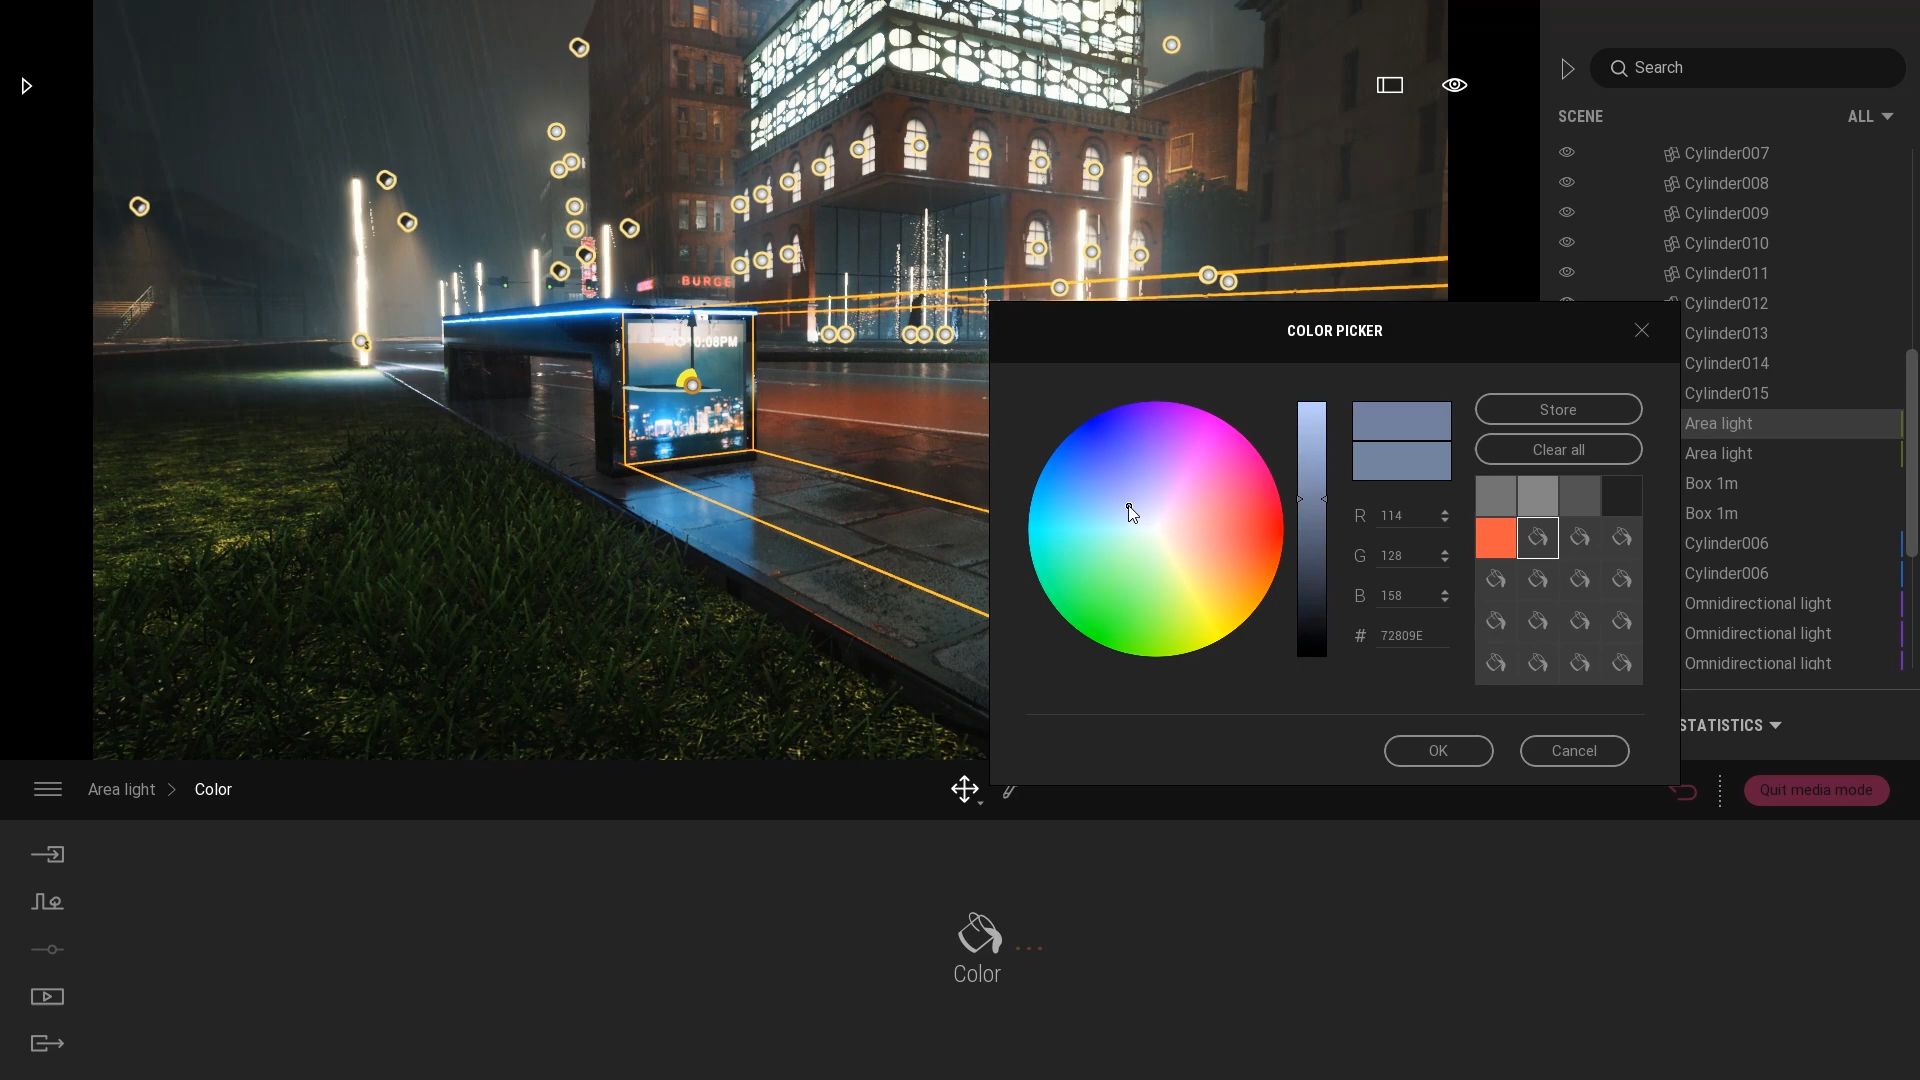 Search
SCENE
ALL
Cylinder007
Cylinder008
Cylinder009
Cylinder010
Cylinder011
Cylinder012
Cylinder013
Cylinder014
Cylinder015
Area light
Area light
Box 1m
Box 1m
Cylinder006
Cylinder006
Omnidirectional light
Omnidirectional light
Omnidirectional light
STATISTICS
BURGE
0:08PM
COLOR PICKER
Store
Clear all
R 114
G 128
B 158
# 72809E
OK
Cancel
Area light
Color
Quit media mode
Color